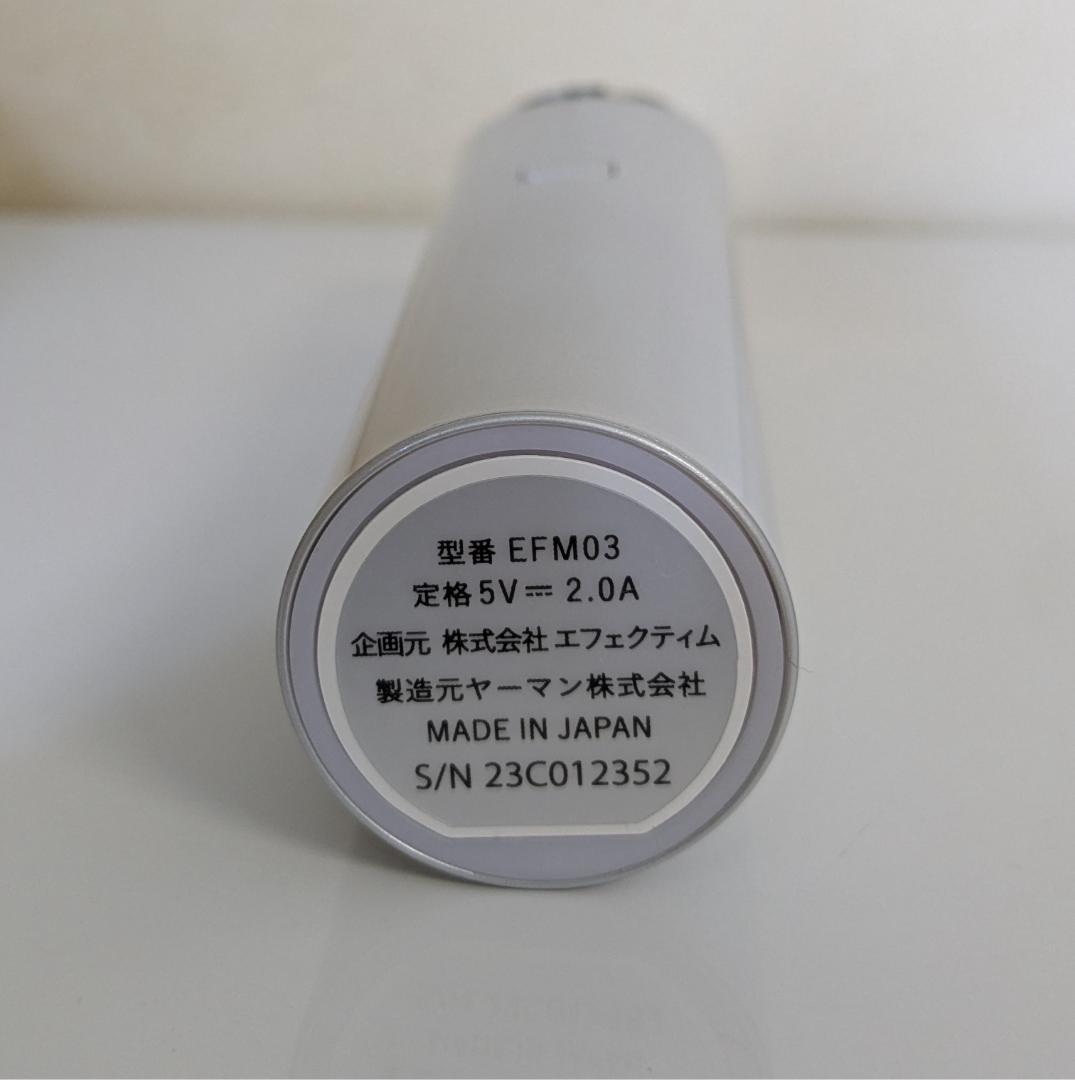 型番 EFM03
定格 5V⎓ 2.0A
企画元 株式会社 エフェクティム
製造元ヤーマン株式会社
MADE IN JAPAN
S/N 23C012352